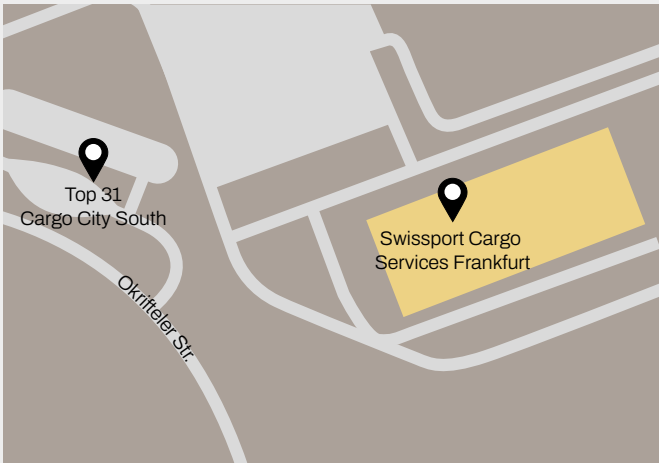 Top 31
Cargo City South
Swissport Cargo
Services Frankfurt
Okrifteler Str.